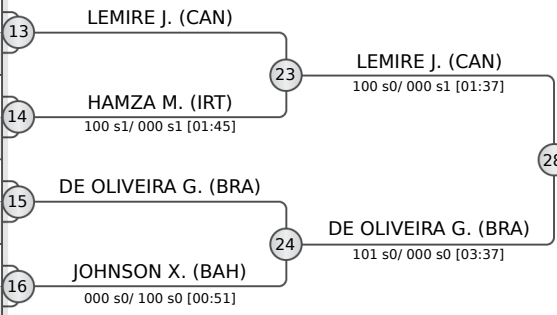 LEMIRE J. (CAN)
13
23
LEMIRE J. (CAN)
100 s0/ 000 s1 [01:37]
HAMZA M. (IRT)
14
100 s1/ 000 s1 [01:45]
28
DE OLIVEIRA G. (BRA)
15
24
DE OLIVEIRA G. (BRA)
101 s0/ 000 s0 [03:37]
JOHNSON X. (BAH)
16
000 s0/ 100 s0 [00:51]